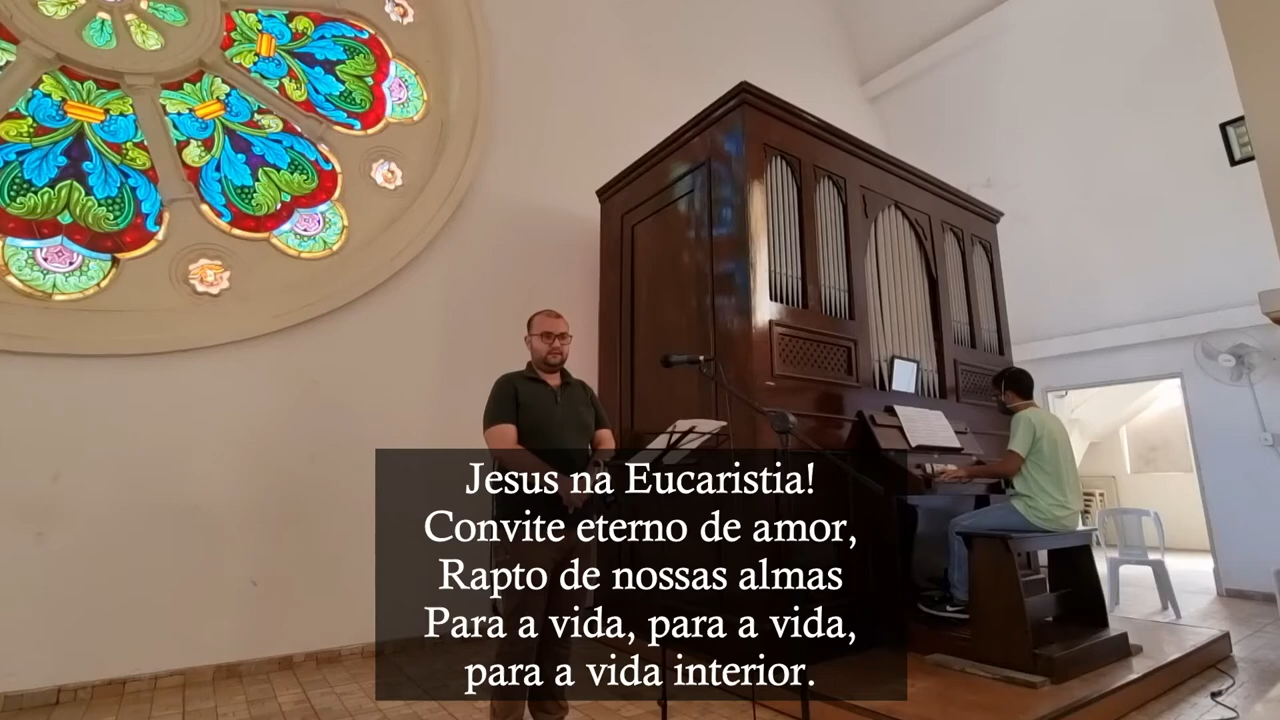 Jesus na Eucaristia!
Convite eterno de amor,
Rapto de nossas almas
Para a vida, para a vida,
para a vida interior.